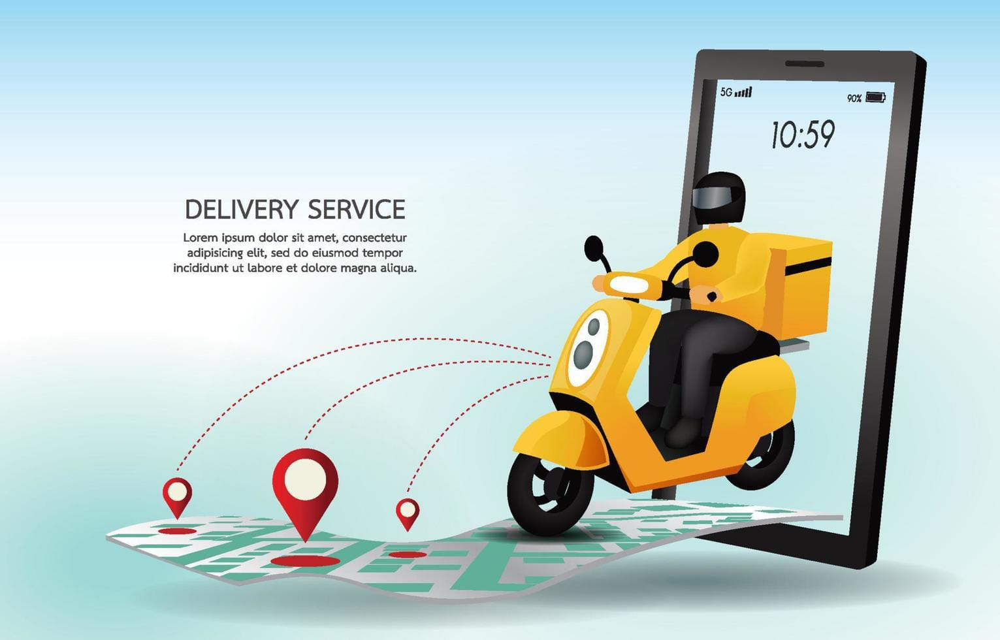 5G
90%
10:59
DELIVERY SERVICE
Lorem ipsum dolor sit amet, consectetur
adipisicing elit, sed do eiusmod tempor
incididunt ut labore et dolore magna aliqua.